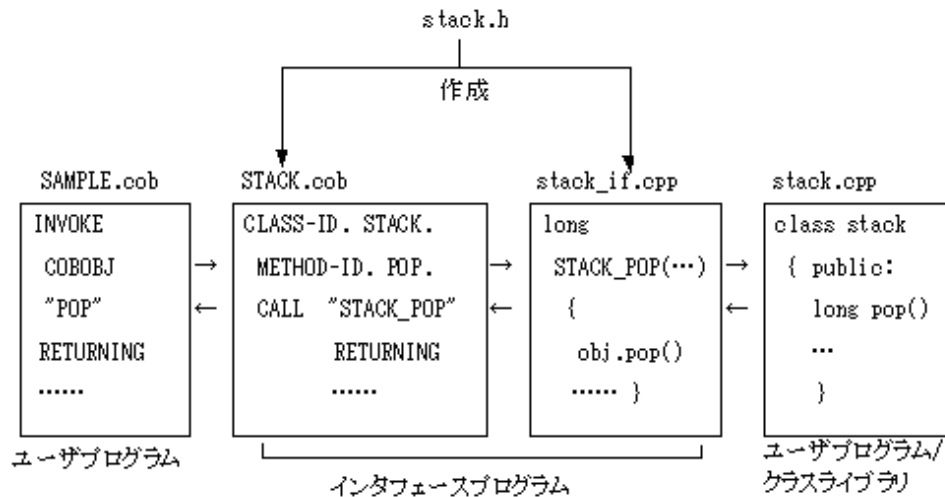 stack.h
作成
SAMPLE.cob
INVOKE
COBOBJ
"POP"
RETURNING
……
ユーザプログラム
STACK.cob
CLASS-ID. STACK.
METHOD-ID. POP.
CALL "STACK_POP"
RETURNING
……
stack_if.cpp
long
STACK_POP(…)
{
obj.pop()
…… }
インタフェースプログラム
stack.cpp
class stack
{ public:
long pop()
…
}
ユーザプログラム/
クラスライブラリ